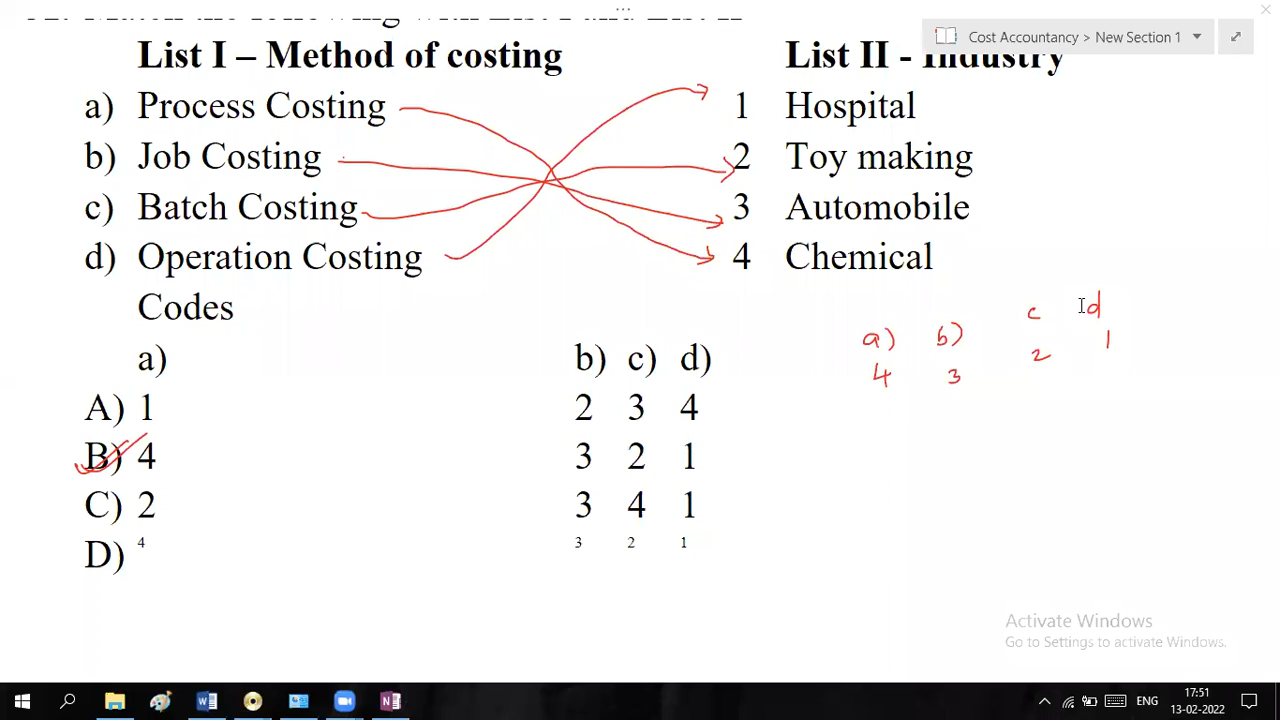 Cost Accountancy > New Section 1
List I – Method of costing List II - Industry
a) Process Costing 1 Hospital
b) Job Costing 2 Toy making
c) Batch Costing 3 Automobile
d) Operation Costing 4 Chemical
Codes
c d
a) b) 2 1
4 3
a) b) c) d)
A) 1 2 3 4
B) 4 3 2 1
C) 2 3 4 1
D) 4 3 2 1
Activate Windows
Go to Settings to activate Windows.
ENG 17:51
13-02-2022